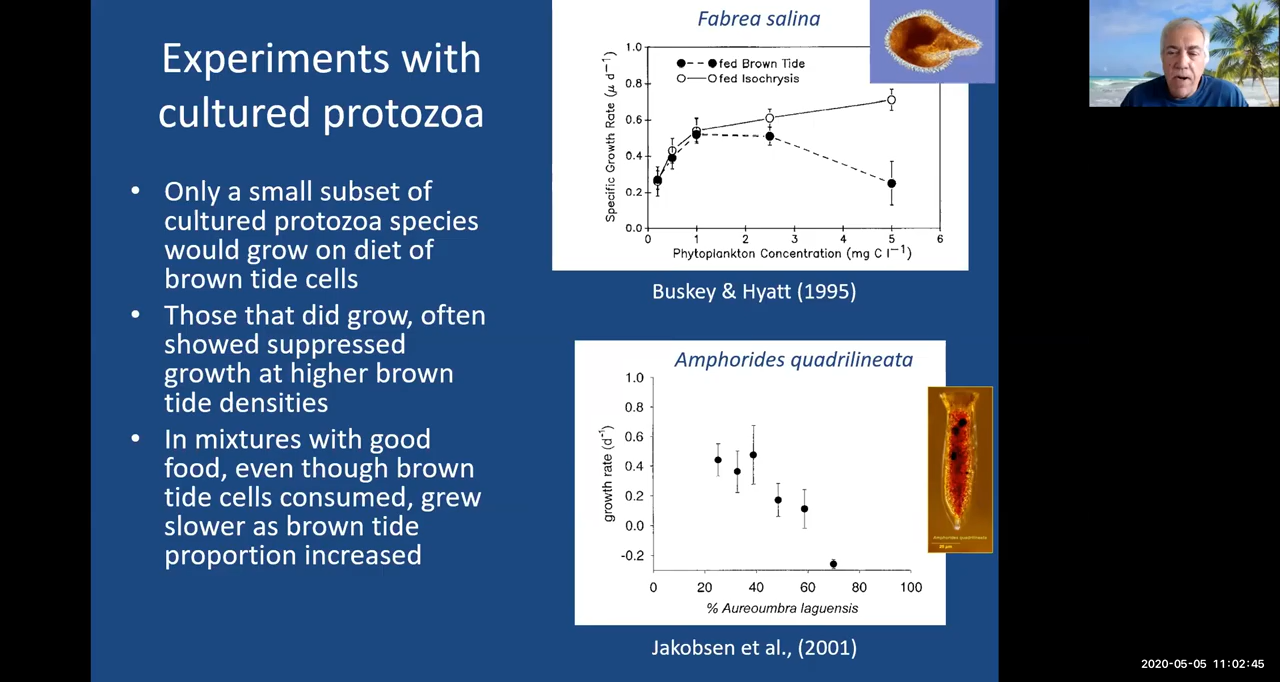 Experiments with
cultured protozoa
• Only a small subset of
cultured protozoa species
would grow on diet of
brown tide cells
• Those that did grow, often
showed suppressed
growth at higher brown
tide densities
• In mixtures with good
food, even though brown
tide cells consumed, grew
slower as brown tide
proportion increased
Fabrea salina
fed Brown Tide
fed Isochrysis
Specific Growth Rate (μ d⁻¹)
1.0
0.8
0.6
0.4
0.2
0.0
0 1 2 3 4 5 6
Phytoplankton Concentration (mg C l⁻¹)
Buskey & Hyatt (1995)
Amphorides quadrilineata
growth rate (d⁻¹)
1.0
0.8
0.6
0.4
0.2
0.0
-0.2
0 20 40 60 80 100
% Aureoumbra laguensis
Amphorides quadrilineata
Jakobsen et al., (2001)
2020-05-05 11:02:45